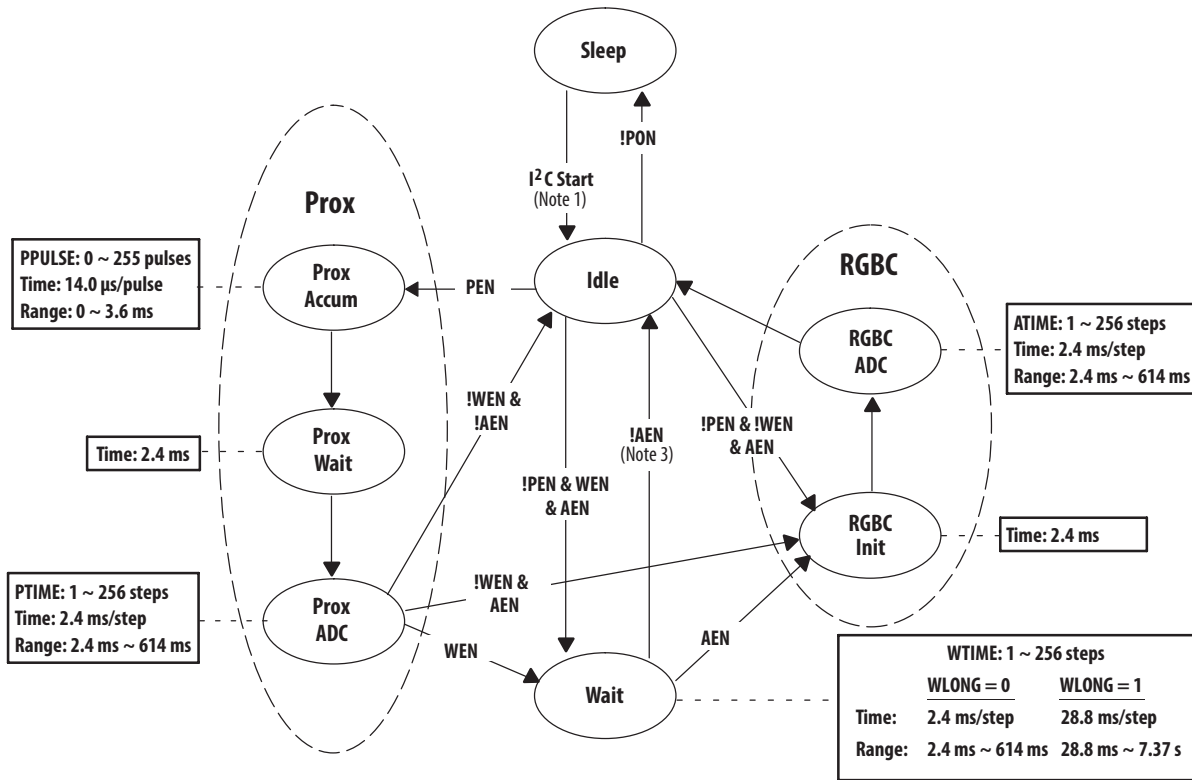 Sleep
!PON
I² C Start
(Note 1)
Prox
PPULSE: 0 ~ 255 pulses
Time: 14.0 µs/pulse
Range: 0 ~ 3.6 ms
Prox
Accum
PEN
Idle
RGBC
RGBC
ADC
ATIME: 1 ~ 256 steps
Time: 2.4 ms/step
Range: 2.4 ms ~ 614 ms
!WEN &
!AEN
!AEN
(Note 3)
!PEN & !WEN
& AEN
Time: 2.4 ms
Prox
Wait
!PEN & WEN
& AEN
RGBC
Init
Time: 2.4 ms
PTIME: 1 ~ 256 steps
Time: 2.4 ms/step
Range: 2.4 ms ~ 614 ms
Prox
ADC
!WEN &
AEN
WEN
AEN
Wait
WTIME: 1 ~ 256 steps
WLONG = 0 WLONG = 1
Time: 2.4 ms/step 28.8 ms/step
Range: 2.4 ms ~ 614 ms 28.8 ms ~ 7.37 s